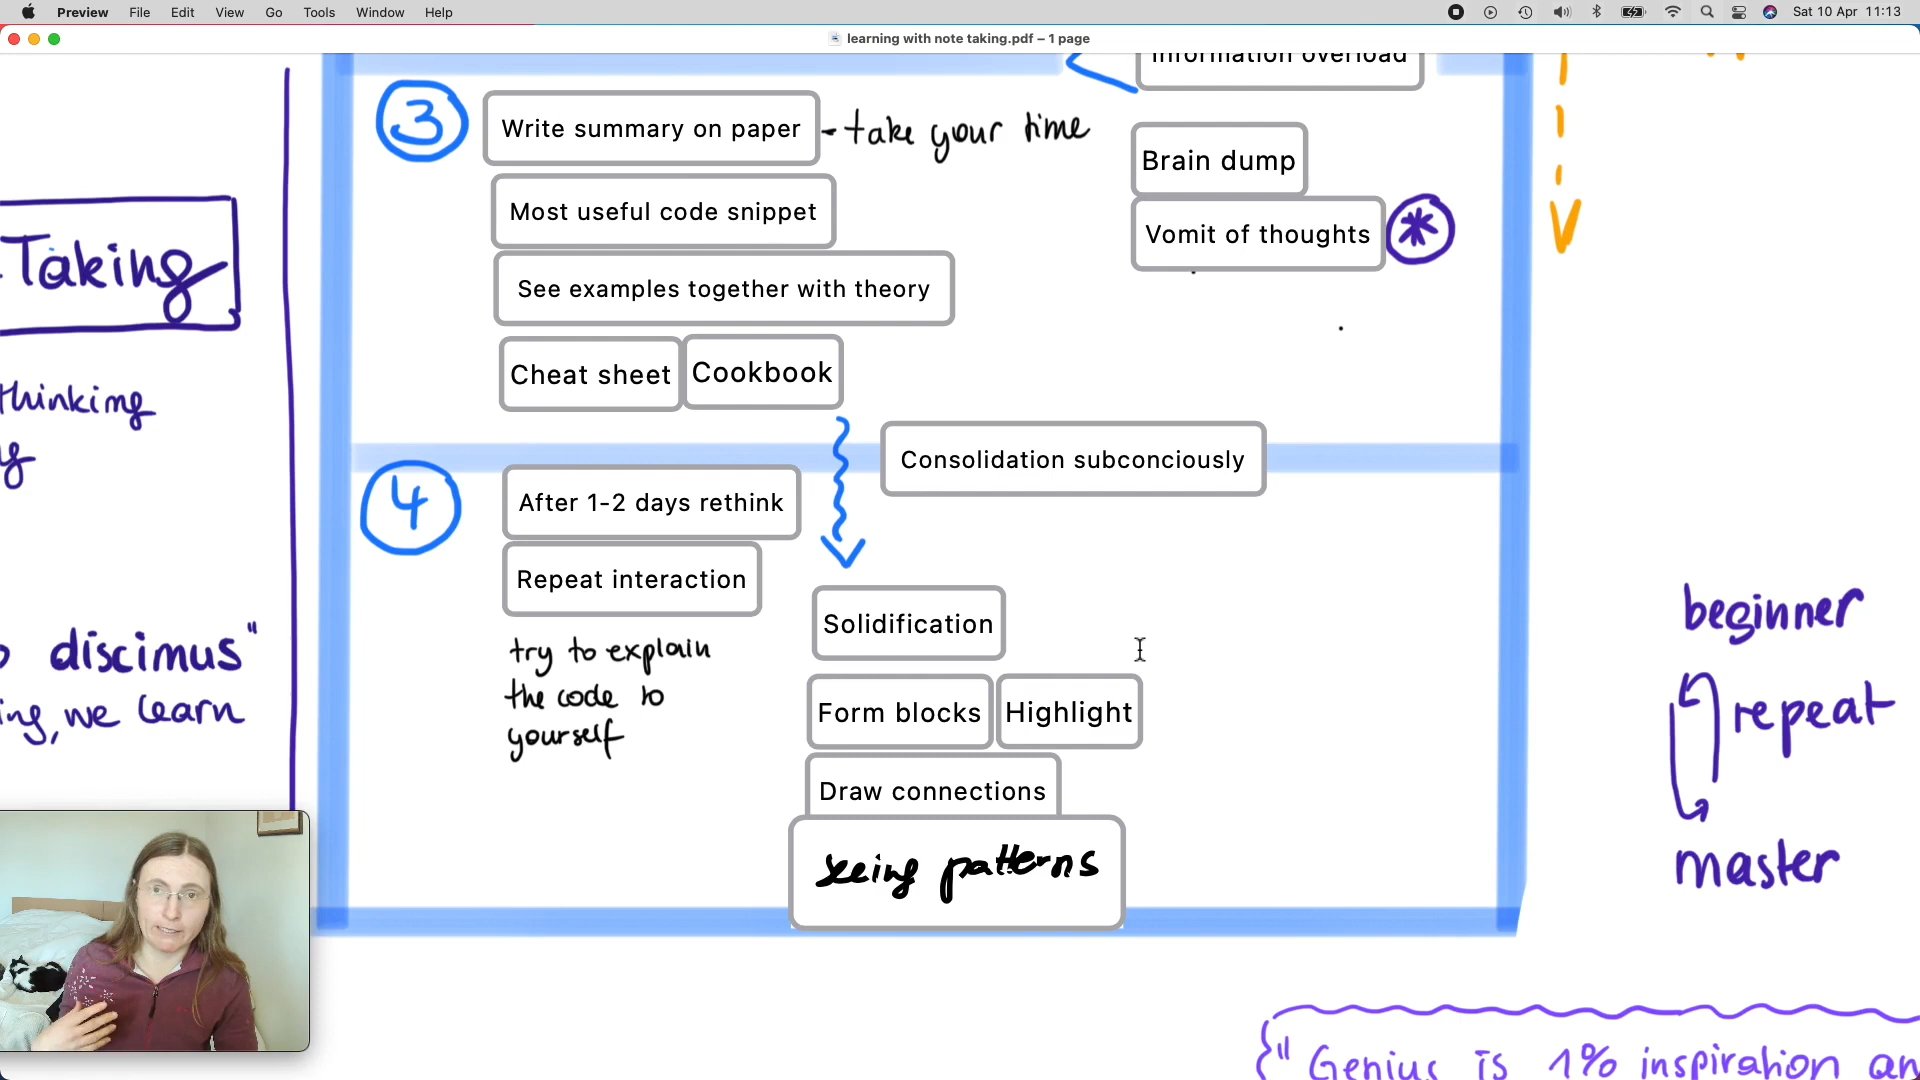 Preview File Edit View Go Tools Window Help
Sat 10 Apr 11:13
learning with note taking.pdf – 1 page
Information overload
3
Write summary on paper
- take your time
Most useful code snippet
See examples together with theory
Cheat sheet
Cookbook
Brain dump
Vomit of thoughts
*
Taking
thinking
discimus"
we learn
Consolidation subconciously
4
After 1-2 days rethink
Repeat interaction
try to explain
the code to
yourself
Solidification
Form blocks
Highlight
Draw connections
seeing patterns
beginner
repeat
master
"Genius is 1% inspiration